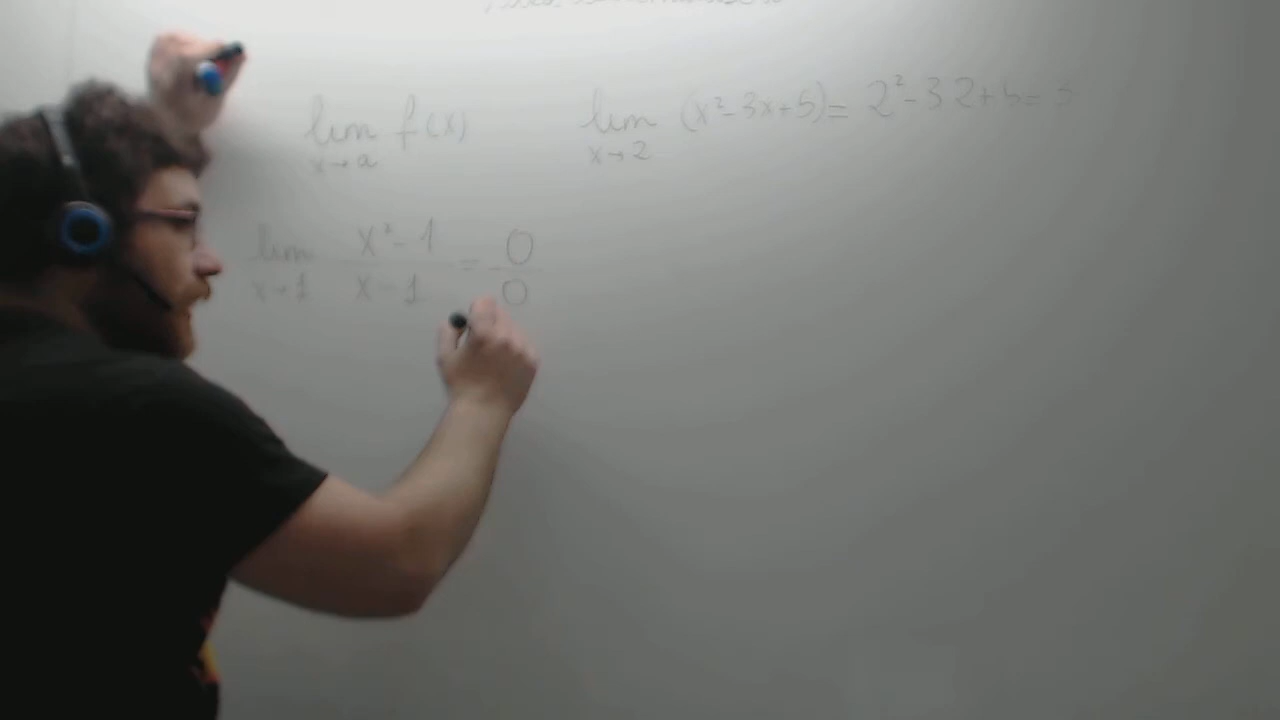 lim x→a f(x)
lim x→2 (x²-3x+5)= 2²-3 2+5= 3
lim x→1 x²-1 / x-1 = 0 / 0